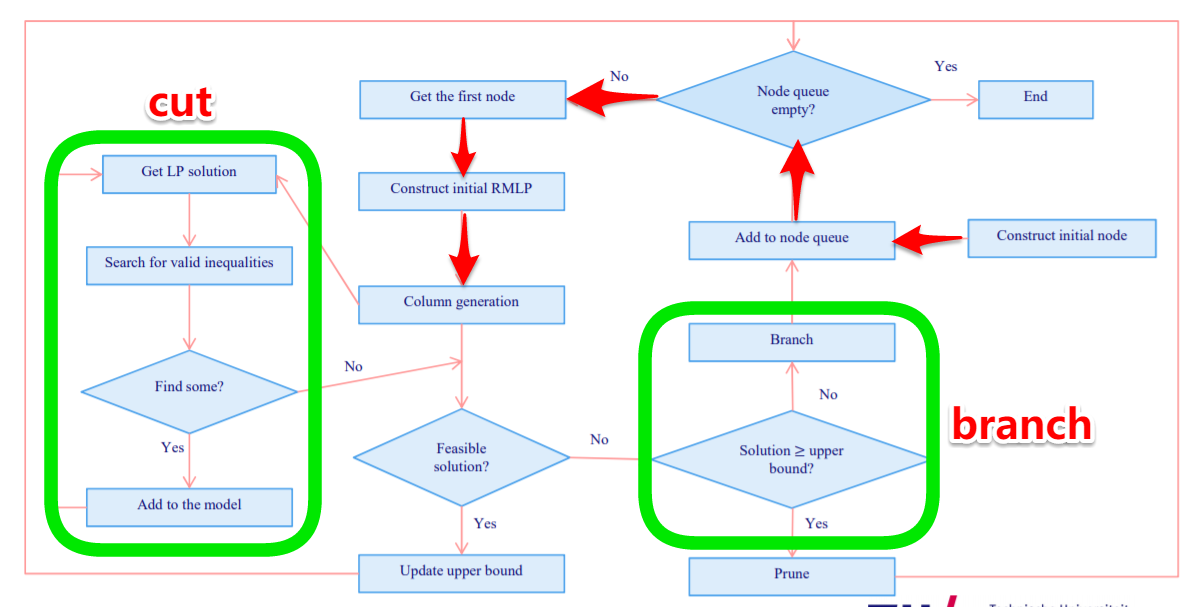 No
Yes
Get the first node
Node queue
empty?
End
cut
Get LP solution
Construct initial RMLP
Add to node queue
Construct initial node
Search for valid inequalities
Column generation
Branch
No
Find some?
No
branch
Yes
Feasible
solution?
No
Solution ≥ upper
bound?
Add to the model
Yes
Yes
Update upper bound
Prune